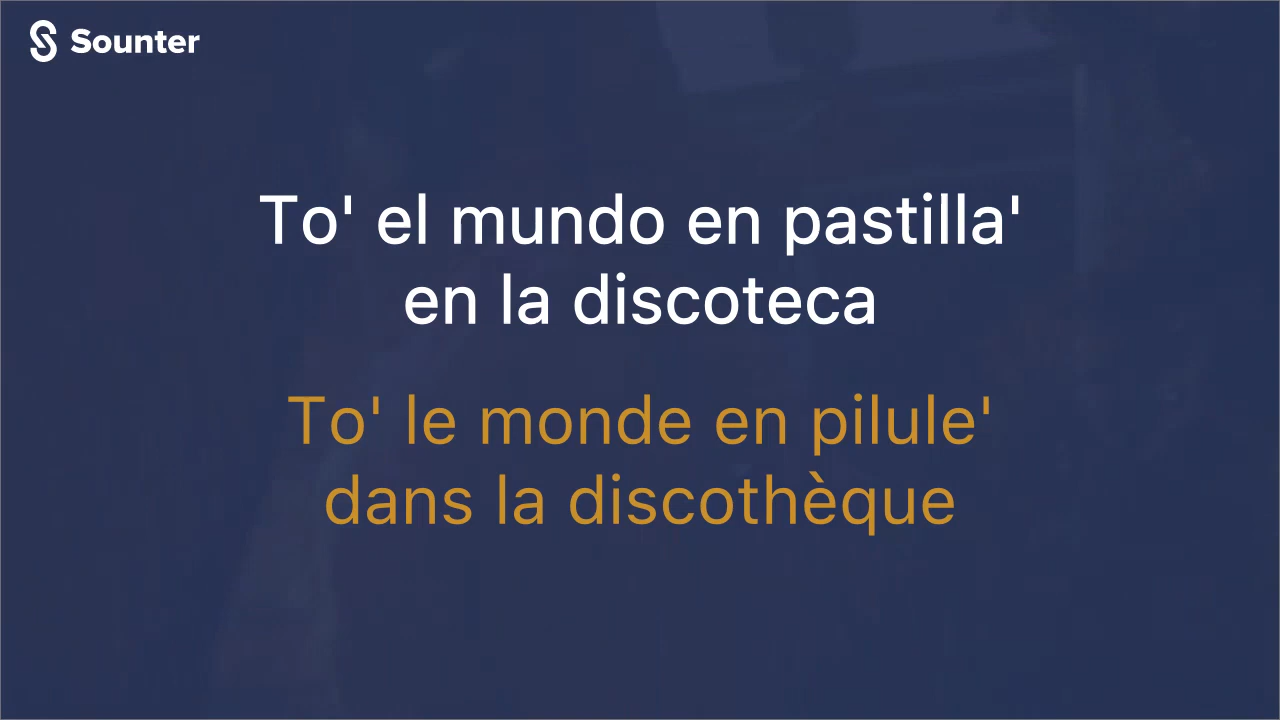 Sounter
To' el mundo en pastilla'
en la discoteca
To' le monde en pilule'
dans la discothèque